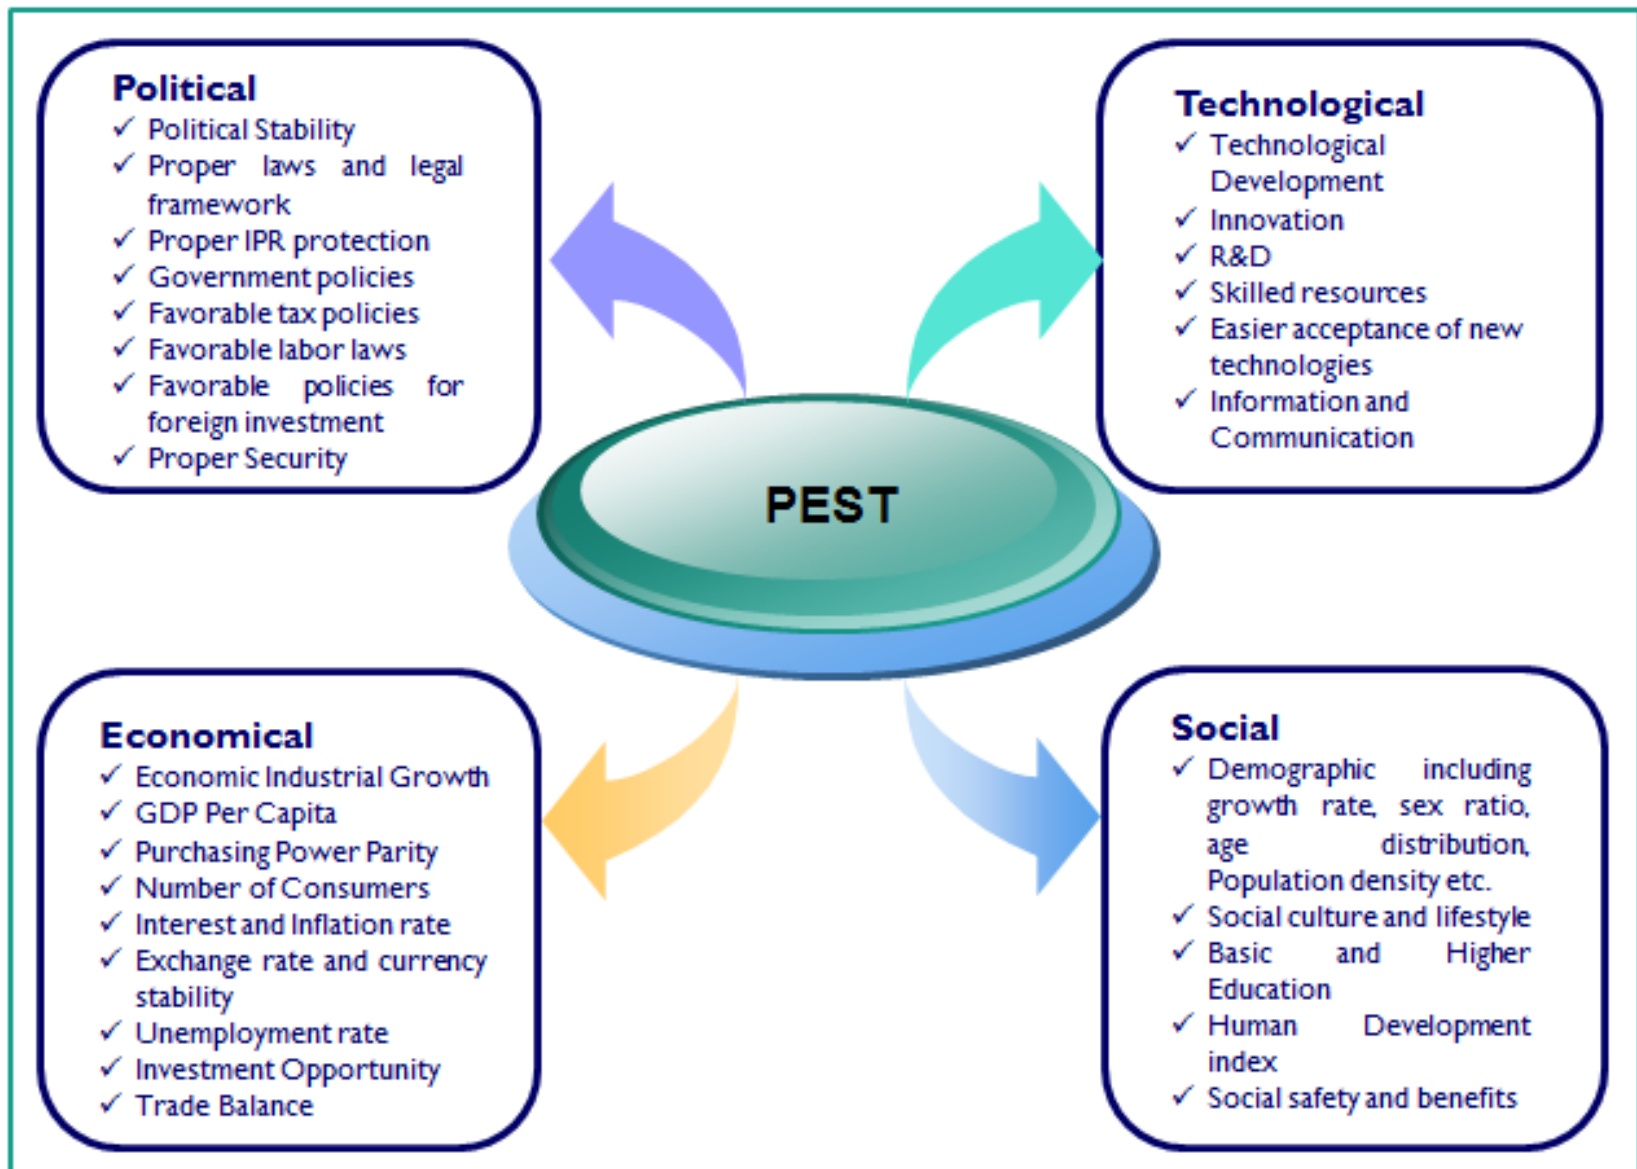 Political
✓ Political Stability
✓ Proper laws and legal
framework
✓ Proper IPR protection
✓ Government policies
✓ Favorable tax policies
✓ Favorable labor laws
✓ Favorable policies for
foreign investment
✓ Proper Security
Technological
✓ Technological
Development
✓ Innovation
✓ R&D
✓ Skilled resources
✓ Easier acceptance of new
technologies
✓ Information and
Communication
PEST
Economical
✓ Economic Industrial Growth
✓ GDP Per Capita
✓ Purchasing Power Parity
✓ Number of Consumers
✓ Interest and Inflation rate
✓ Exchange rate and currency
stability
✓ Unemployment rate
✓ Investment Opportunity
✓ Trade Balance
Social
✓ Demographic including
growth rate, sex ratio,
age distribution,
Population density etc.
✓ Social culture and lifestyle
✓ Basic and Higher
Education
✓ Human Development
index
✓ Social safety and benefits